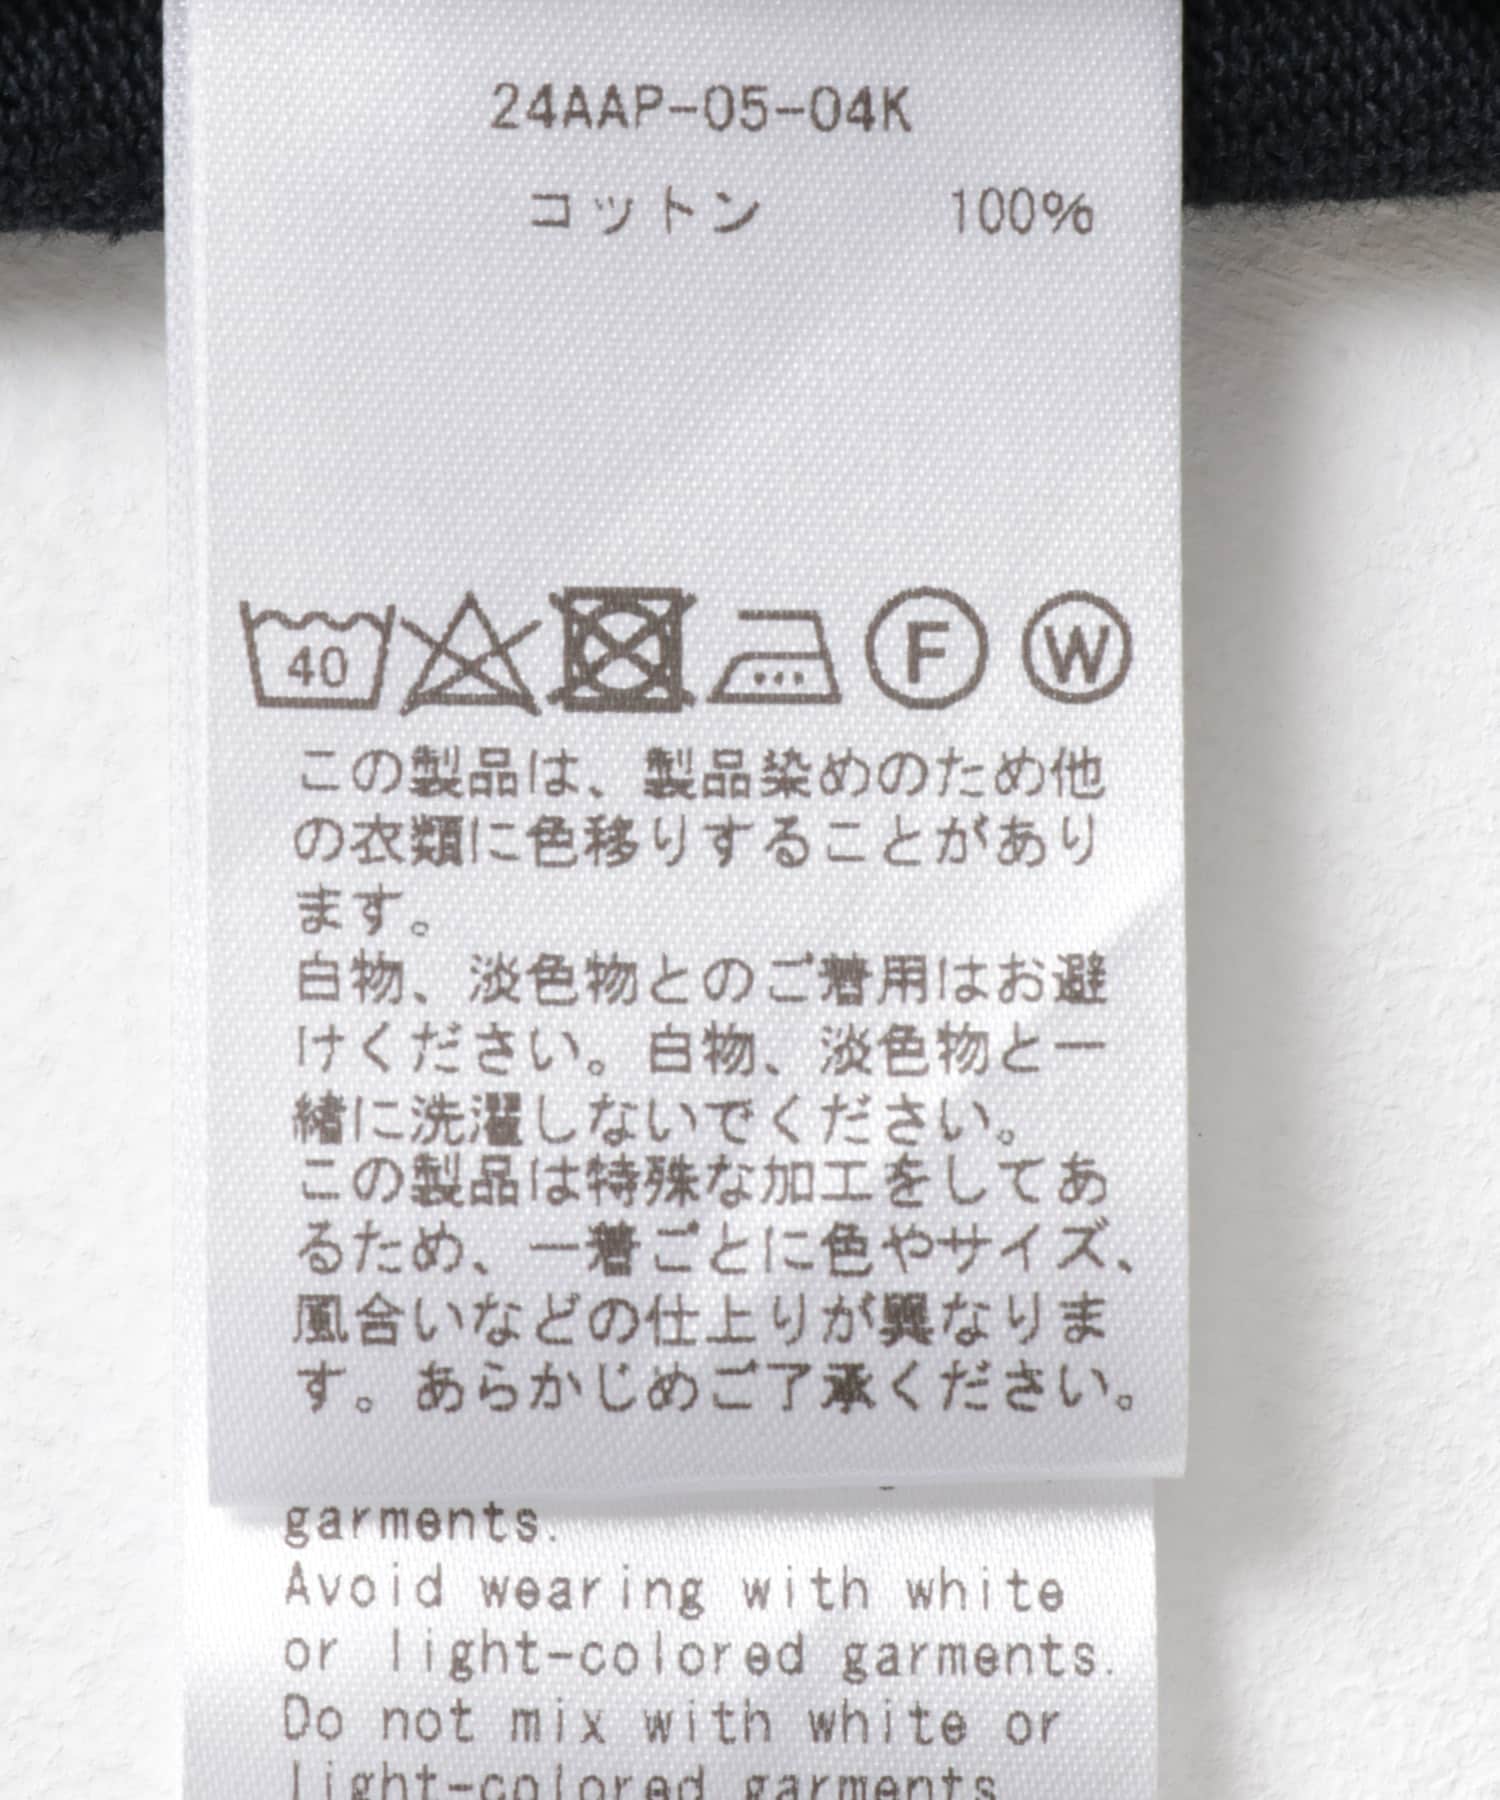 24AAP-05-04K
コットン 100%
40 F W
この製品は、製品染めのため他
の衣類に色移りすることがあり
ます。
白物、淡色物とのご着用はお避
けください。白物、淡色物と一
緒に洗濯しないでください。
この製品は特殊な加工をしてあ
るため、一着ごとに色やサイズ、
風合いなどの仕上りが異なりま
す。あらかじめご了承ください。
garments.
Avoid wearing with white
or light-colored garments.
Do not mix with white or
light-colored garments